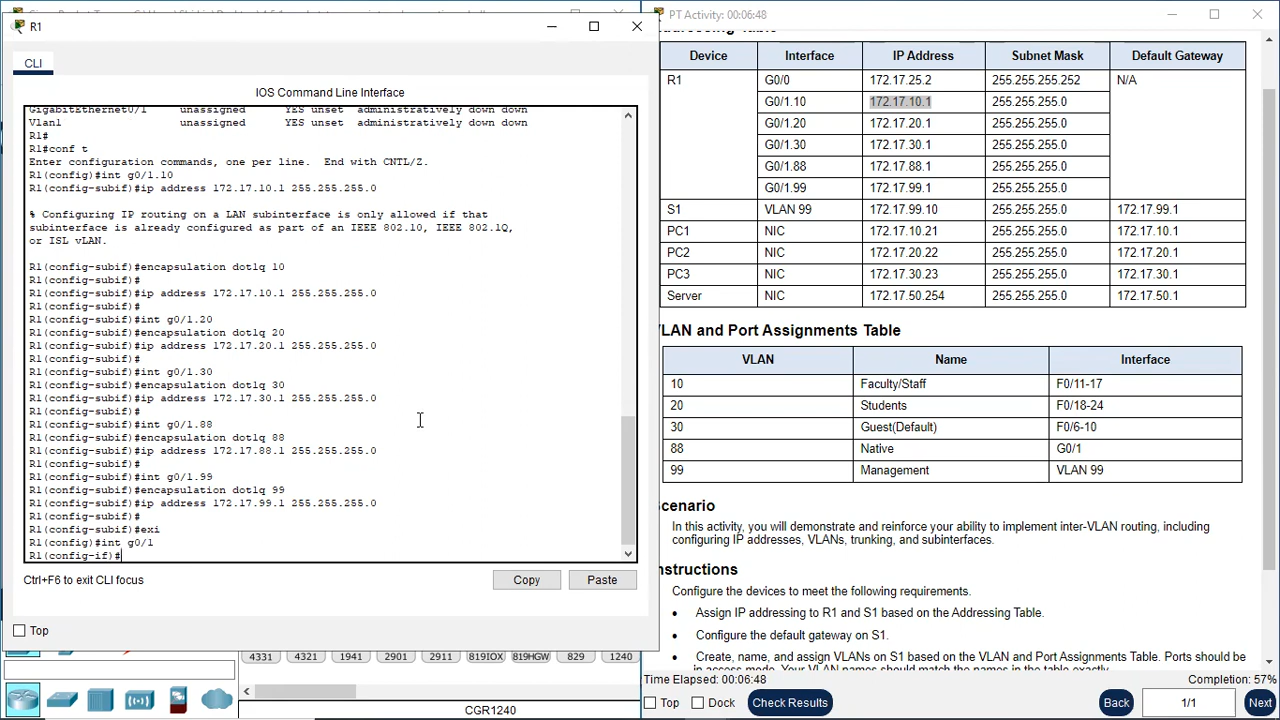 R1
CLI
IOS Command Line Interface
GigabitEthernet0/1 unassigned YES unset administratively down down
Vlan1 unassigned YES unset administratively down down
R1#
R1#conf t
Enter configuration commands, one per line. End with CNTL/Z.
R1(config)#int g0/1.10
R1(config-subif)#ip address 172.17.10.1 255.255.255.0
% Configuring IP routing on a LAN subinterface is only allowed if that
subinterface is already configured as part of an IEEE 802.10, IEEE 802.1Q,
or ISL vLAN.
R1(config-subif)#encapsulation dot1q 10
R1(config-subif)#
R1(config-subif)#ip address 172.17.10.1 255.255.255.0
R1(config-subif)#
R1(config-subif)#int g0/1.20
R1(config-subif)#encapsulation dot1q 20
R1(config-subif)#ip address 172.17.20.1 255.255.255.0
R1(config-subif)#
R1(config-subif)#int g0/1.30
R1(config-subif)#encapsulation dot1q 30
R1(config-subif)#ip address 172.17.30.1 255.255.255.0
R1(config-subif)#
R1(config-subif)#int g0/1.88
R1(config-subif)#encapsulation dot1q 88
R1(config-subif)#ip address 172.17.88.1 255.255.255.0
R1(config-subif)#
R1(config-subif)#int g0/1.99
R1(config-subif)#encapsulation dot1q 99
R1(config-subif)#ip address 172.17.99.1 255.255.255.0
R1(config-subif)#
R1(config-subif)#exi
R1(config)#int g0/1
R1(config-if)#
Ctrl+F6 to exit CLI focus
Copy
Paste
Top
4331 4321 1941 2901 2911 819IOX 819HGW 829 1240
CGR1240
PT Activity: 00:06:48
Device Interface IP Address Subnet Mask Default Gateway
R1 G0/0 172.17.25.2 255.255.255.252 N/A
G0/1.10 172.17.10.1 255.255.255.0
G0/1.20 172.17.20.1 255.255.255.0
G0/1.30 172.17.30.1 255.255.255.0
G0/1.88 172.17.88.1 255.255.255.0
G0/1.99 172.17.99.1 255.255.255.0
S1 VLAN 99 172.17.99.10 255.255.255.0 172.17.99.1
PC1 NIC 172.17.10.21 255.255.255.0 172.17.10.1
PC2 NIC 172.17.20.22 255.255.255.0 172.17.20.1
PC3 NIC 172.17.30.23 255.255.255.0 172.17.30.1
Server NIC 172.17.50.254 255.255.255.0 172.17.50.1
VLAN and Port Assignments Table
VLAN Name Interface
10 Faculty/Staff F0/11-17
20 Students F0/18-24
30 Guest(Default) F0/6-10
88 Native G0/1
99 Management VLAN 99
cenario
In this activity, you will demonstrate and reinforce your ability to implement inter-VLAN routing, including
configuring IP addresses, VLANs, trunking, and subinterfaces.
nstructions
Configure the devices to meet the following requirements.
• Assign IP addressing to R1 and S1 based on the Addressing Table.
• Configure the default gateway on S1.
• Create, name, and assign VLANs on S1 based on the VLAN and Port Assignments Table. Ports should be
in access mode. Your VLAN names should match the names in the table exactly.
Time Elapsed: 00:06:48 Completion: 57%
Top Dock Check Results Back 1/1 Next